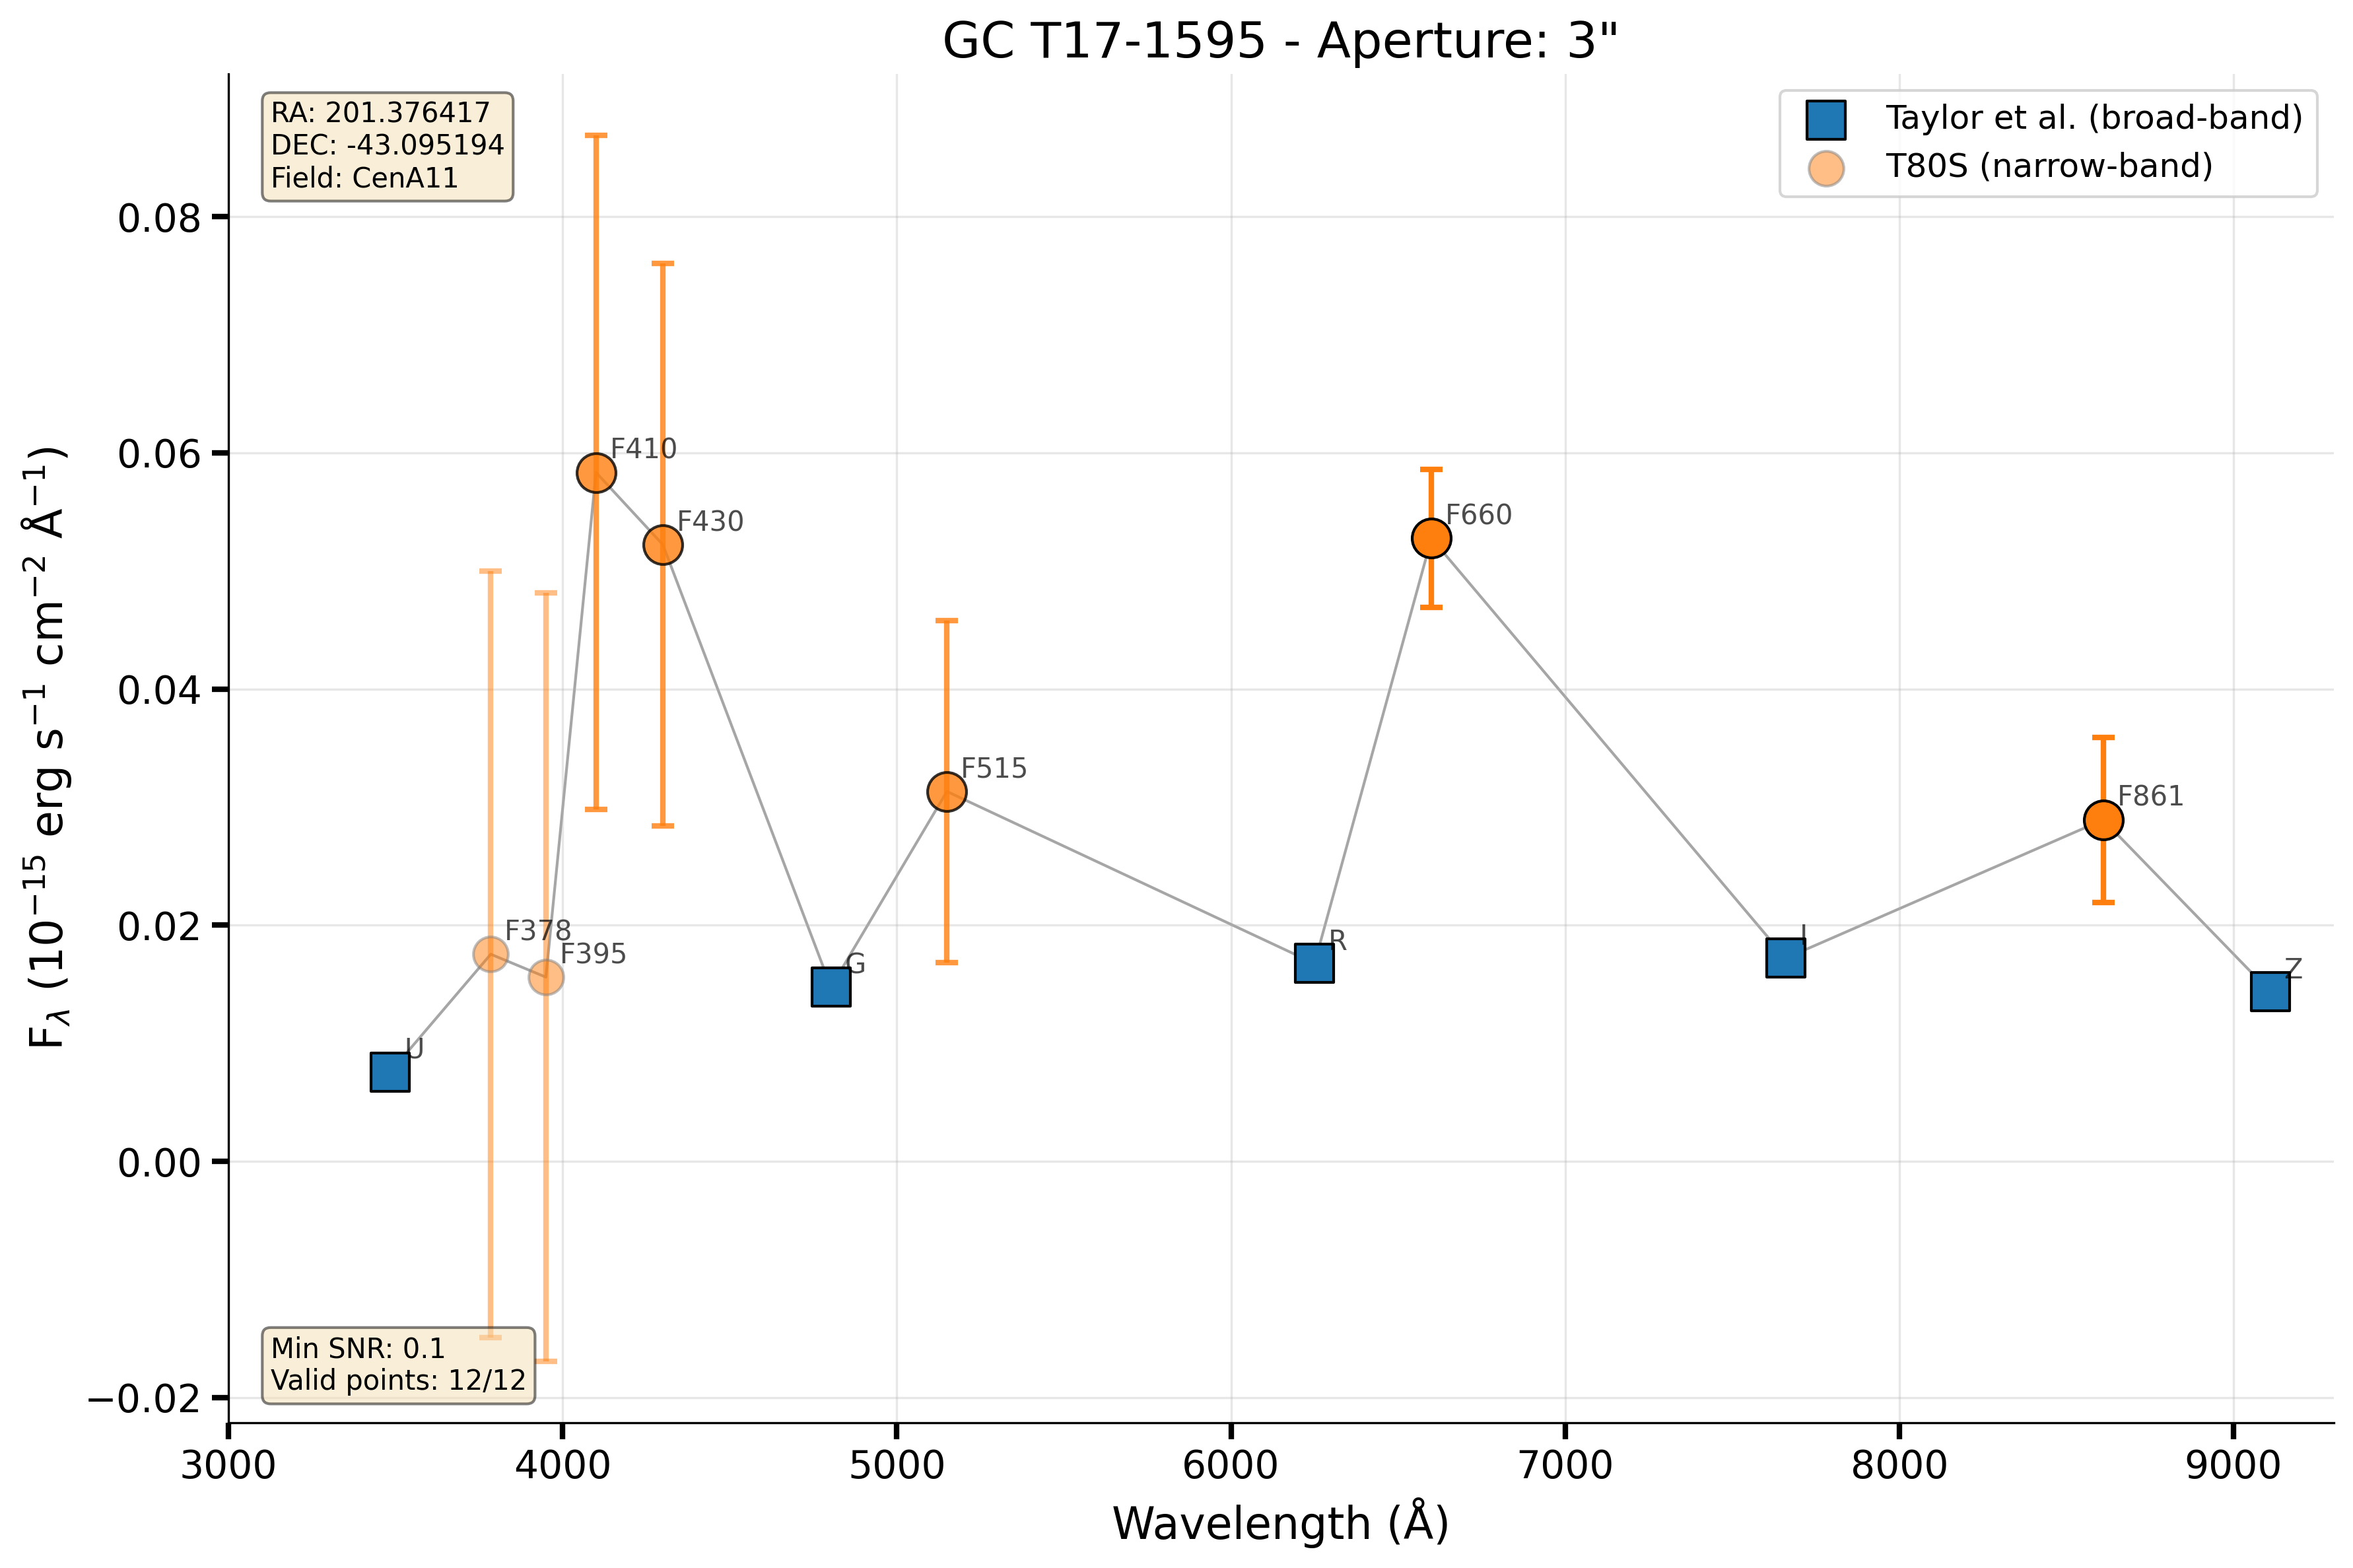 GC T17-1595 - Aperture: 3"
RA: 201.376417
DEC: -43.095194
Field: CenA11
Taylor et al. (broad-band)
T80S (narrow-band)
F_λ (10⁻¹⁵ erg s⁻¹ cm⁻² Å⁻¹)
0.08
0.06
0.04
0.02
0.00
−0.02
U
F378
F395
F410
F430
G
F515
R
F660
I
F861
Z
Min SNR: 0.1
Valid points: 12/12
3000
4000
5000
6000
7000
8000
9000
Wavelength (Å)